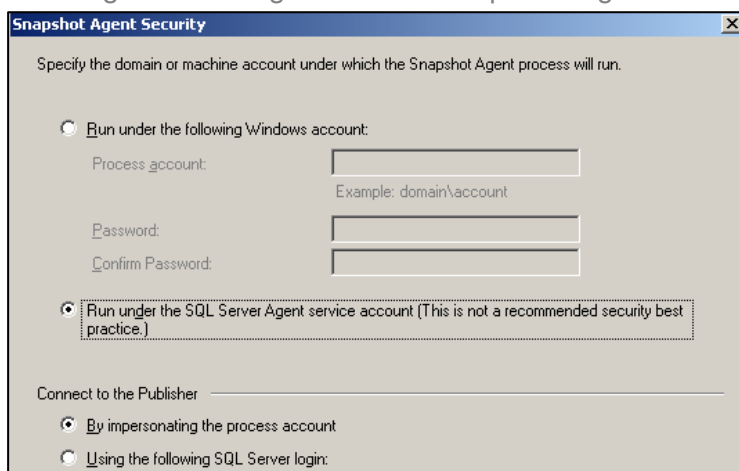 Snapshot Agent Security
Specify the domain or machine account under which the Snapshot Agent process will run.
Run under the following Windows account:
Process account:
Example: domain\account
Password:
Confirm Password:
Run under the SQL Server Agent service account (This is not a recommended security best
practice.)
Connect to the Publisher
By impersonating the process account
Using the following SQL Server login: